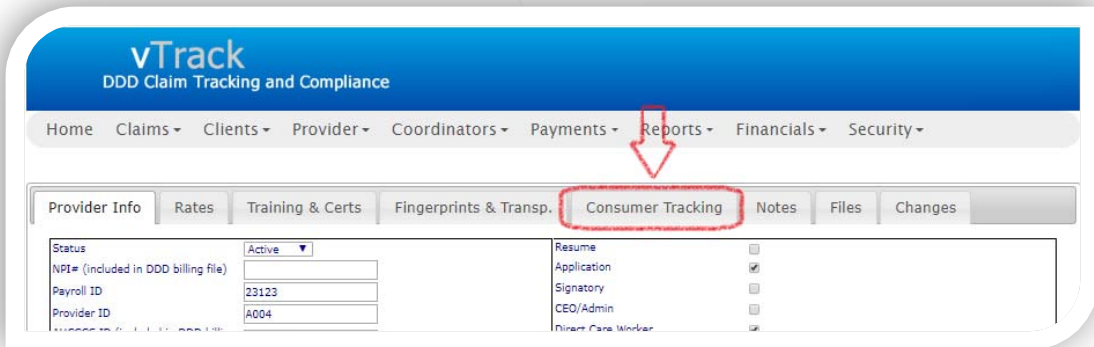 vTrack
DDD Claim Tracking and Compliance
Home Claims Clients Provider Coordinators Payments Reports Financials Security
Provider Info Rates Training & Certs Fingerprints & Transp. Consumer Tracking Notes Files Changes
Status Active Resume
NPI# (included in DDD billing file) Application
Payroll ID 23123 Signatory
Provider ID A004 CEO/Admin
Direct Care Worker